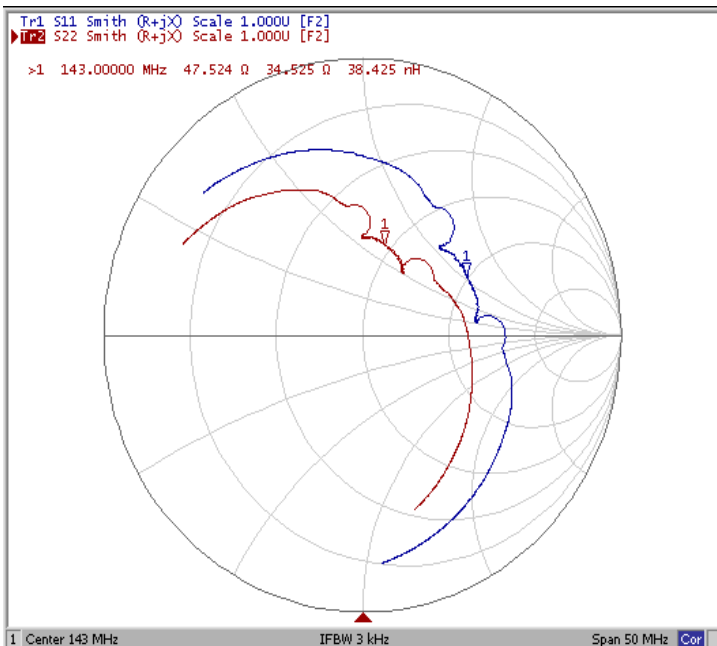 Tr1 S11 Smith (R+jX) Scale 1.000U [F2]
Tr2 S22 Smith (R+jX) Scale 1.000U [F2]
>1 143.00000 MHz 47.524 Ω 34.525 Ω 38.425 nH
1
1
1 Center 143 MHz IFBW 3 kHz Span 50 MHz Cor